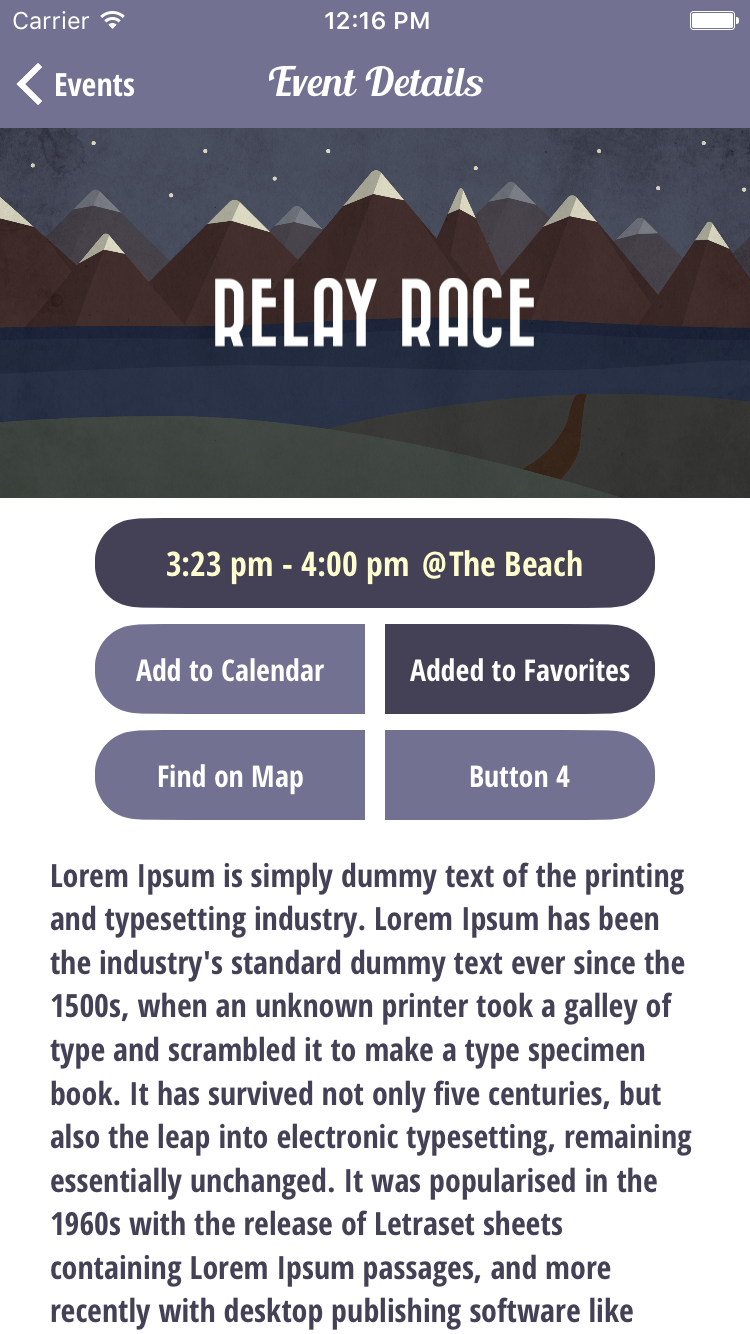 Carrier 12:16 PM
Events Event Details
RELAY RACE
3:23 pm - 4:00 pm @The Beach
Add to Calendar Added to Favorites
Find on Map Button 4
Lorem Ipsum is simply dummy text of the printing
and typesetting industry. Lorem Ipsum has been
the industry's standard dummy text ever since the
1500s, when an unknown printer took a galley of
type and scrambled it to make a type specimen
book. It has survived not only five centuries, but
also the leap into electronic typesetting, remaining
essentially unchanged. It was popularised in the
1960s with the release of Letraset sheets
containing Lorem Ipsum passages, and more
recently with desktop publishing software like